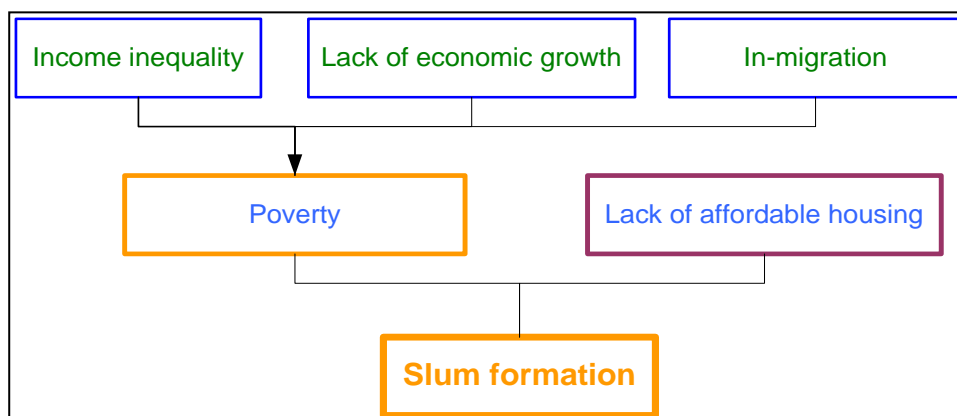 Income inequality
Lack of economic growth
In-migration
Poverty
Lack of affordable housing
Slum formation